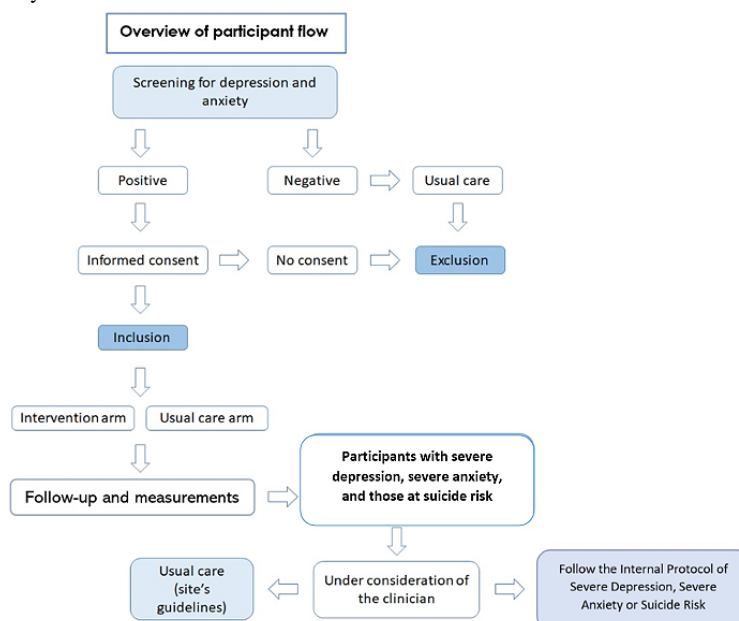 Overview of participant flow
Screening for depression and
anxiety
Positive
Negative
Usual care
Informed consent
No consent
Exclusion
Inclusion
Intervention arm
Usual care arm
Follow-up and measurements
Participants with severe
depression, severe anxiety,
and those at suicide risk
Usual care
(site's
guidelines)
Under consideration of
the clinician
Follow the Internal Protocol of
Severe Depression, Severe
Anxiety or Suicide Risk